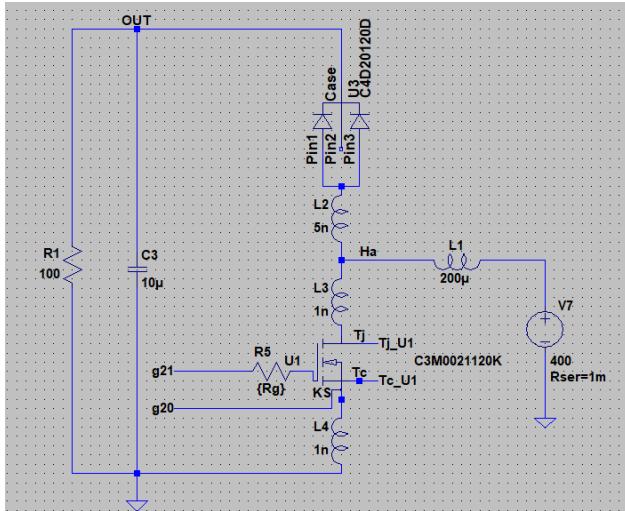 OUT
Case
U3
C4D20120D
Pin1
Pin2
Pin3
L2
5n
Ha
L1
200µ
R1
100
C3
10µ
L3
1n
V7
400
Rser=1m
Tj
Tj_U1
C3M0021120K
R5
U1
g21
{Rg}
Tc
Tc_U1
KS
g20
L4
1n